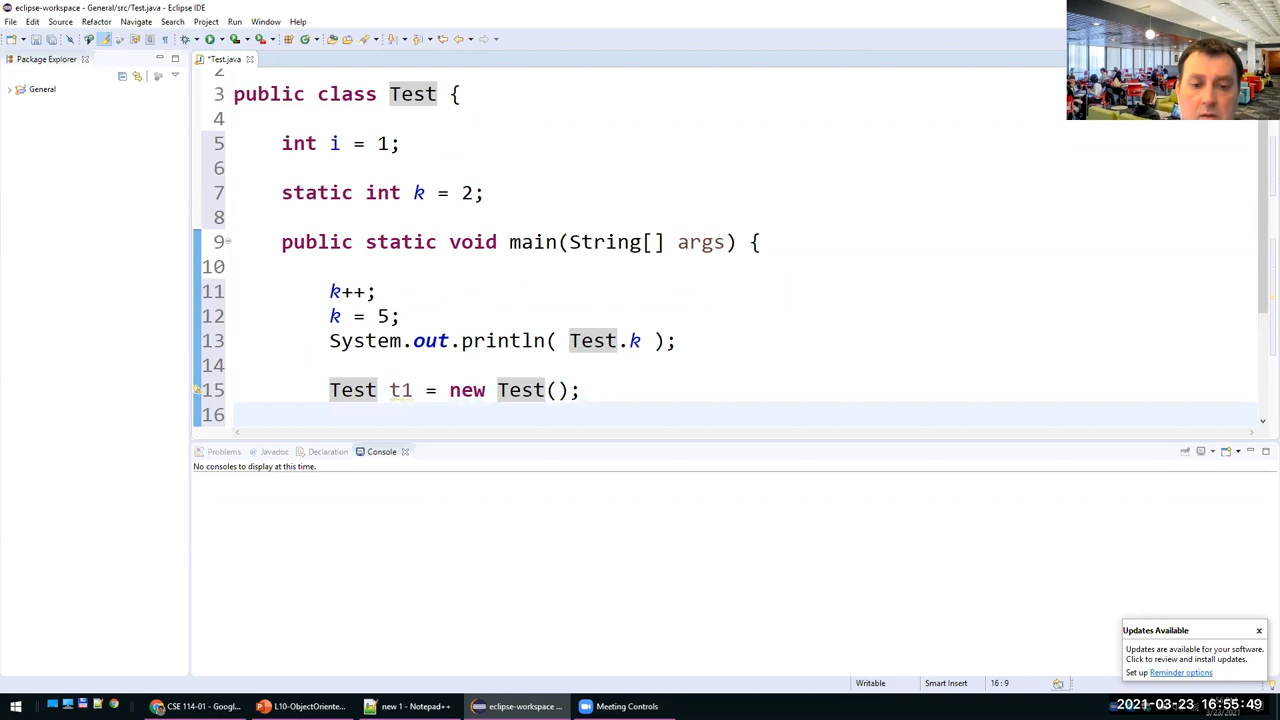 eclipse-workspace - General/src/Test.java - Eclipse IDE
File Edit Source Refactor Navigate Search Project Run Window Help
Package Explorer
*Test.java
General
2
3 public class Test {
4
5 int i = 1;
6
7 static int k = 2;
8
9 public static void main(String[] args) {
10
11 k++;
12 k = 5;
13 System.out.println( Test.k );
14
15 Test t1 = new Test();
16
Problems Javadoc Declaration Console
No consoles to display at this time.
Updates Available
Updates are available for your software.
Click to review and install updates.
Set up Reminder options
Writable Smart Insert 16 : 9
CSE 114-01 - Googl... L10-ObjectOriente... new 1 - Notepad++ eclipse-workspace ... Meeting Controls
2021-03-23 16:55:49